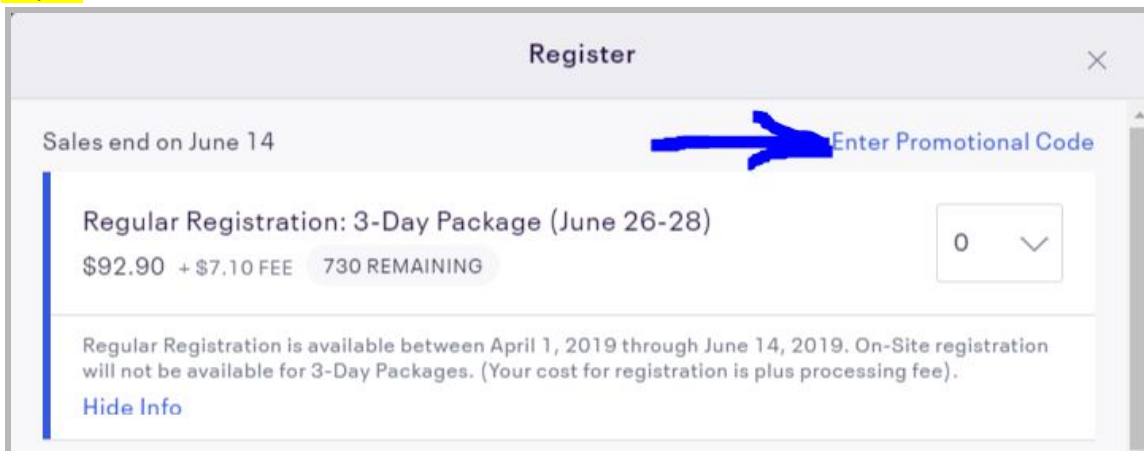 Register
Sales end on June 14
Enter Promotional Code
Regular Registration: 3-Day Package (June 26-28)
0
$92.90 + $7.10 FEE 730 REMAINING
Regular Registration is available between April 1, 2019 through June 14, 2019. On-Site registration
will not be available for 3-Day Packages. (Your cost for registration is plus processing fee).
Hide Info